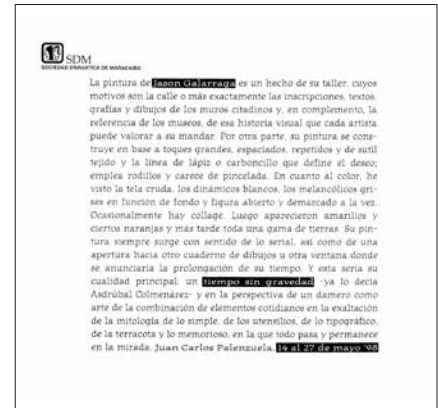 SDM
SOCIEDAD DRAMATICA DE MARACAIBO
La pintura de Jason Galarraga es un hecho de su taller, cuyos
motivos son la calle o más exactamente las inscripciones, textos,
grafías y dibujos de los muros citadinos y, en complemento, la
referencia de los museos, de esa historia visual que cada artista
puede valorar a su mandar. Por otra parte, su pintura se cons-
truye en base a toques grandes, espaciados, repetidos y de sutil
tejido y la línea de lápiz o carboncillo que define el deseo;
emplea rodillos y carece de pincelada. En cuanto al color, he
visto la tela cruda, los dinámicos blancos, los melancólicos gri-
ses en función de fondo y figura abierto y demarcado a la vez.
Ocasionalmente hay collage. Luego aparecieron amarillos y
ciertos naranjas y más tarde toda una gama de tierras. Su pin-
tura siempre surge con sentido de lo serial, así como de una
apertura hacia otro cuaderno de dibujos u otra ventana donde
se anunciaría la prolongación de su tiempo. Y esta sería su
cualidad principal: un tiempo sin gravedad -ya lo decía
Asdrúbal Colmenárez- y en la perspectiva de un damero como
arte de la combinación de elementos cotidianos en la exaltación
de la mitología de lo simple, de los utensilios, de lo tipográfico,
de la terracota y lo memorioso, en la que todo pasa y permanece
en la mirada. Juan Carlos Palenzuela. 14 al 27 de mayo '98